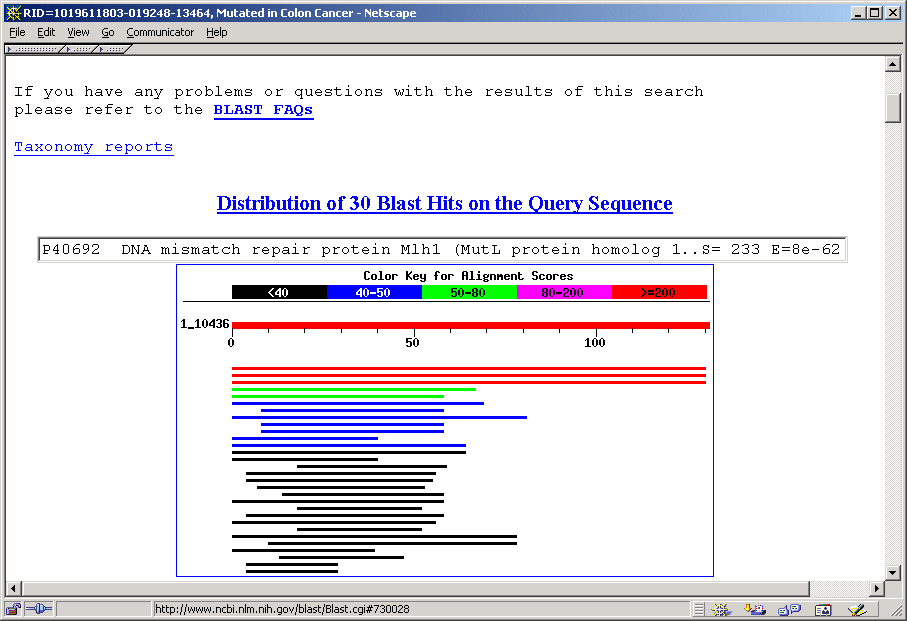 RID=1019611803-019248-13464, Mutated in Colon Cancer - Netscape
File Edit View Go Communicator Help
If you have any problems or questions with the results of this search
please refer to the BLAST FAQs
Taxonomy reports
Distribution of 30 Blast Hits on the Query Sequence
P40692 DNA mismatch repair protein Mlh1 (MutL protein homolog 1..S= 233 E=8e-62
Color Key for Alignment Scores
<40 40-50 50-80 80-200 >=200
1_10436
0 50 100
http://www.ncbi.nlm.nih.gov/blast/Blast.cgi#730028